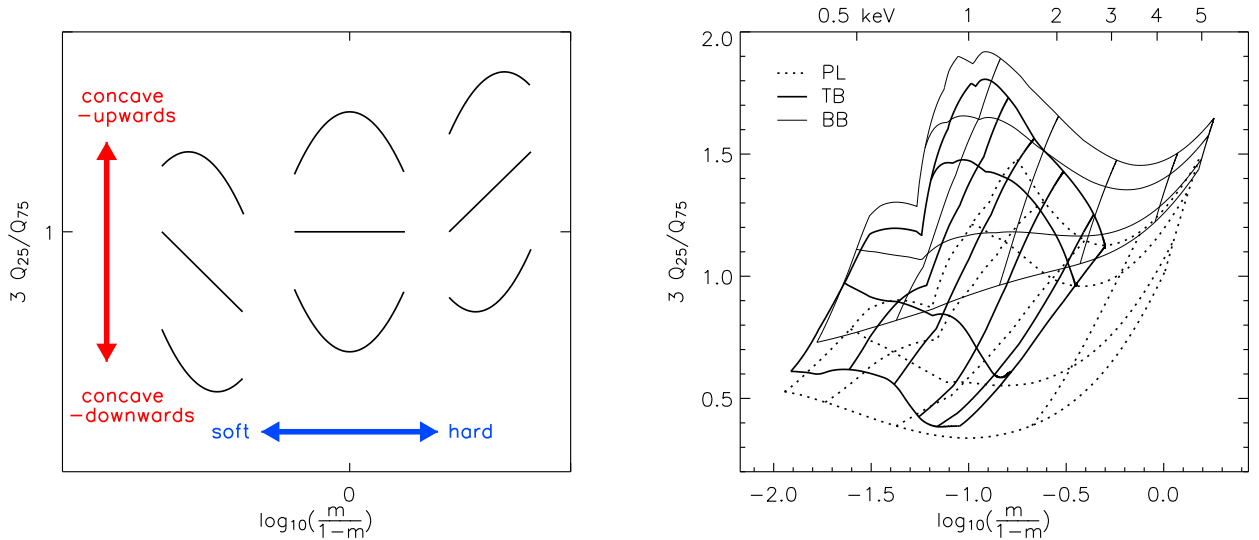 concave
-upwards
3 Q25/Q75
1
concave
-downwards
soft
hard
0
log10(m/1-m)
0.5 keV
1
2
3
4
5
2.0
PL
TB
BB
1.5
3 Q25/Q75
1.0
0.5
-2.0
-1.5
-1.0
-0.5
0.0
log10(m/1-m)